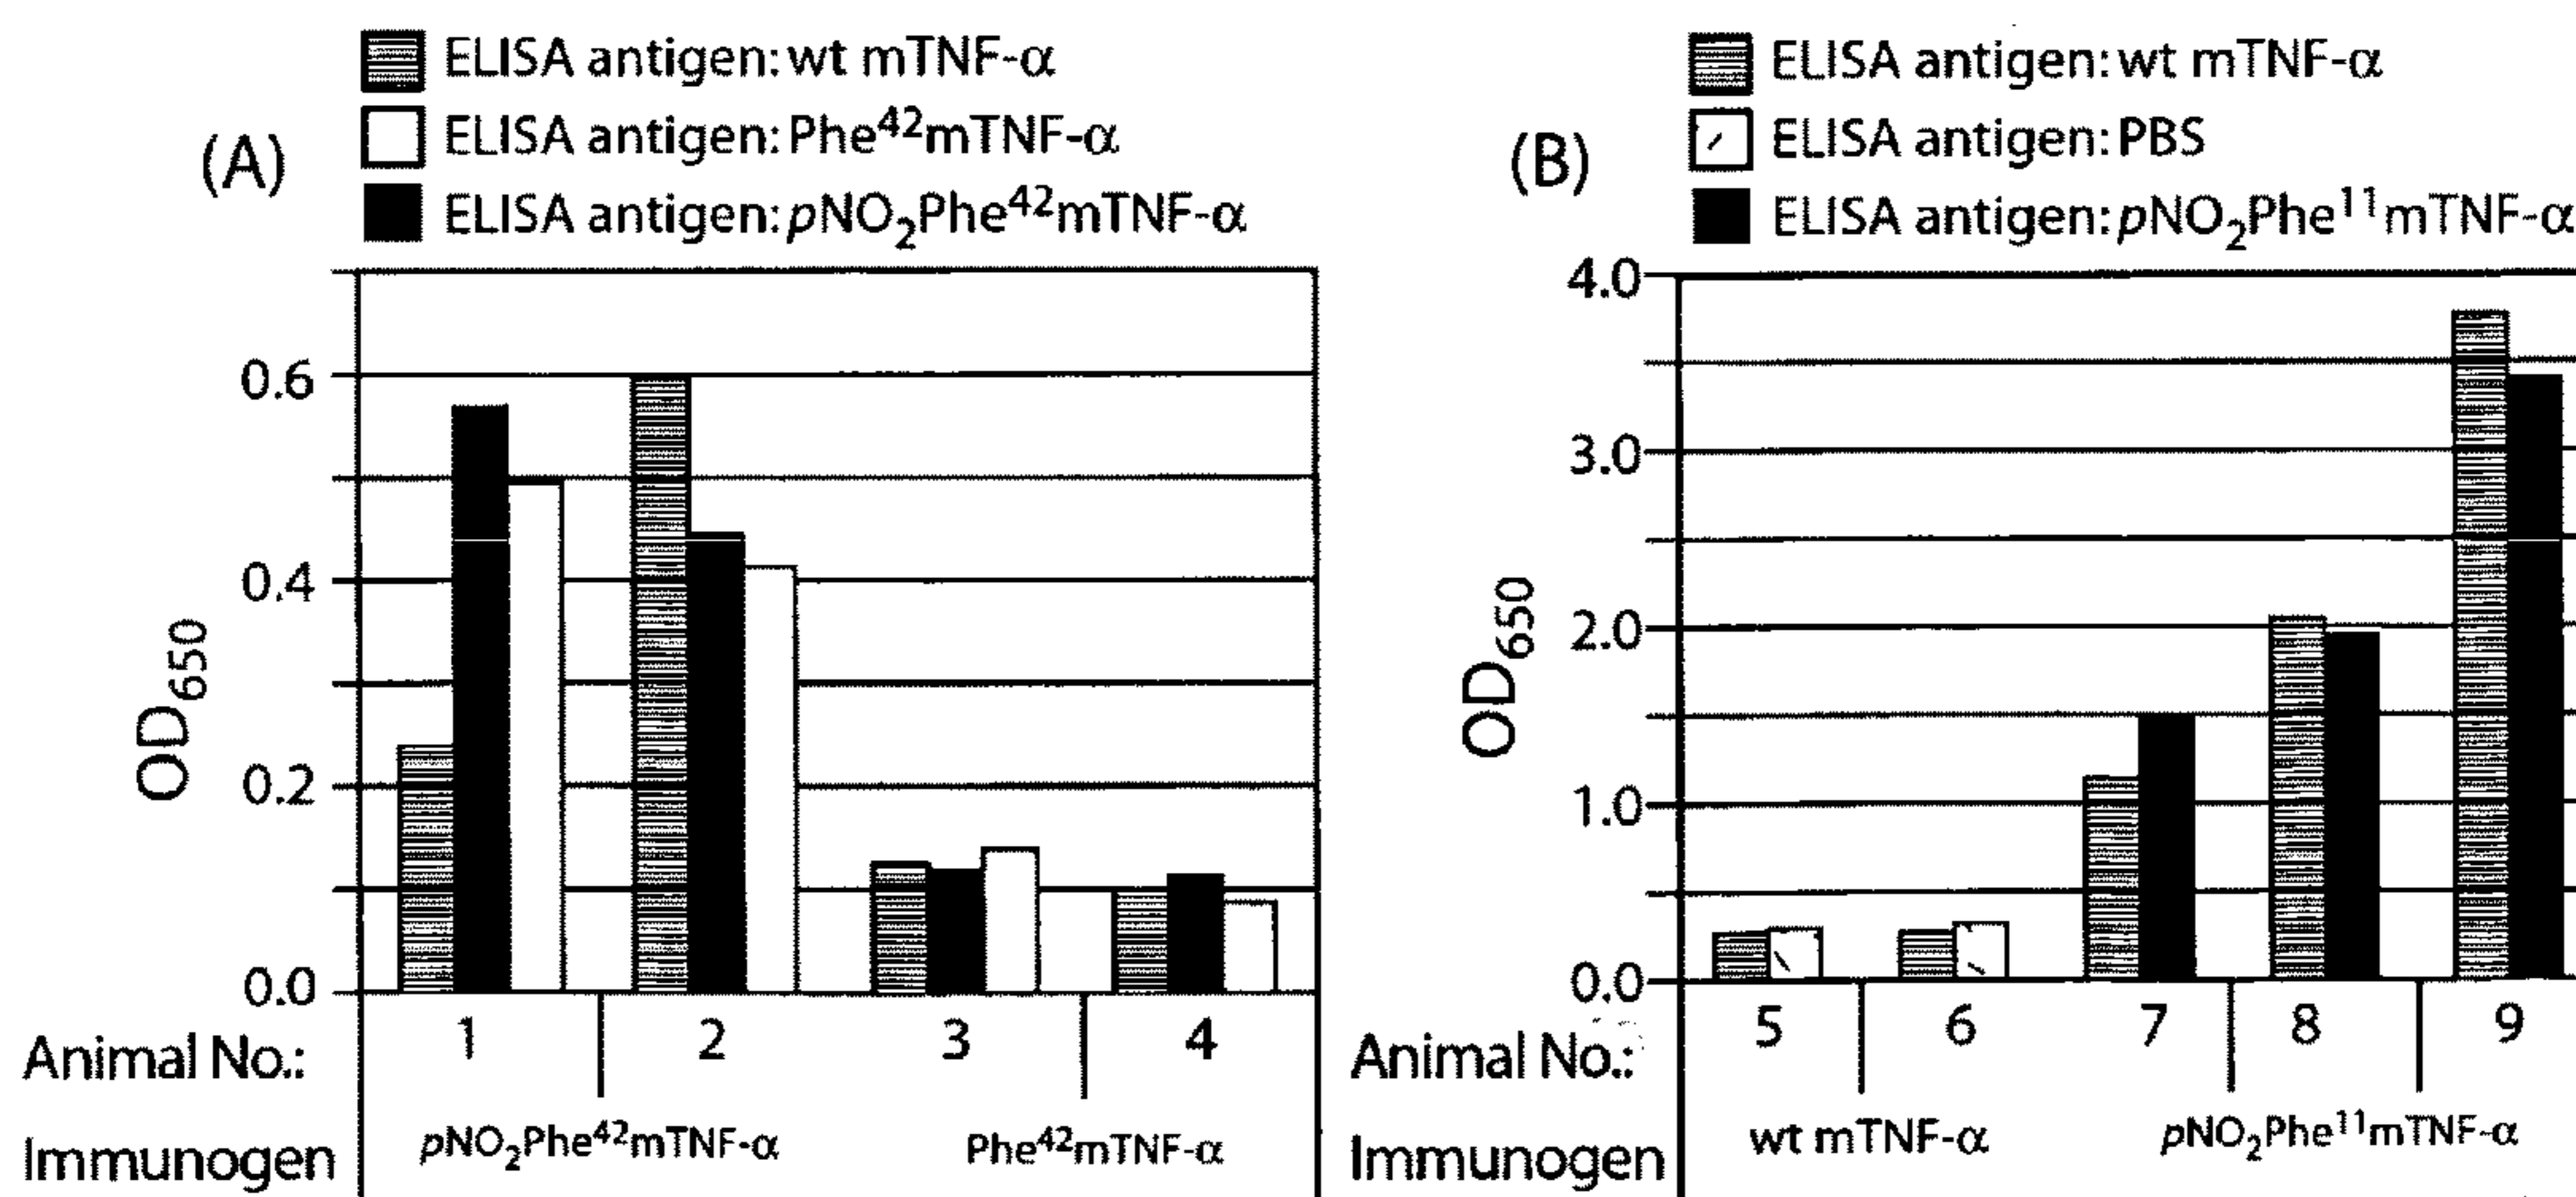 (A)
ELISA antigen: wt mTNF-α
ELISA antigen: Phe⁴²mTNF-α
ELISA antigen: pNO₂Phe⁴²mTNF-α
OD₆₅₀
0.6
0.4
0.2
0.0
Animal No.: 1 2 3 4
Immunogen pNO₂Phe⁴²mTNF-α Phe⁴²mTNF-α
(B)
ELISA antigen: wt mTNF-α
ELISA antigen: PBS
ELISA antigen: pNO₂Phe¹¹mTNF-α
OD₆₅₀
4.0
3.0
2.0
1.0
0.0
Animal No.: 5 6 7 8 9
Immunogen wt mTNF-α pNO₂Phe¹¹mTNF-α